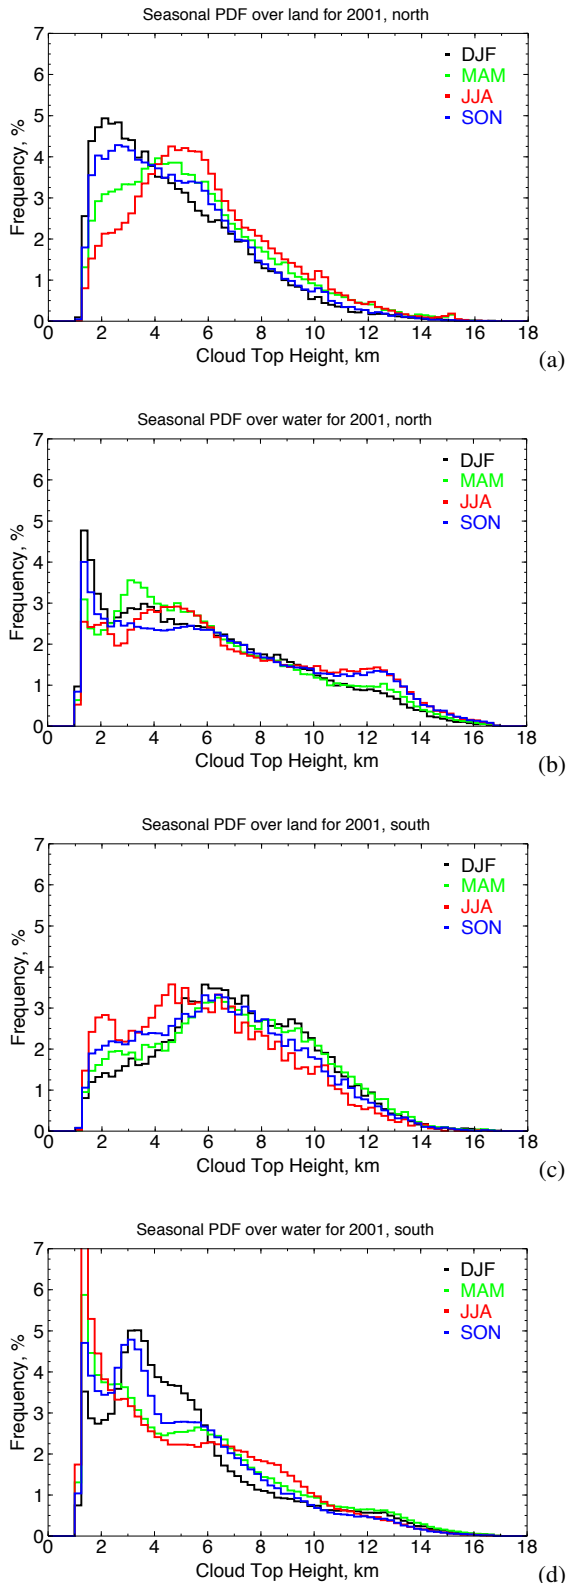 Seasonal PDF over land for 2001, north
7
6
5
4
3
2
1
0
Frequency, %
DJF
MAM
JJA
SON
0 2 4 6 8 10 12 14 16 18
Cloud Top Height, km
(a)
Seasonal PDF over water for 2001, north
7
6
5
4
3
2
1
0
Frequency, %
DJF
MAM
JJA
SON
0 2 4 6 8 10 12 14 16 18
Cloud Top Height, km
(b)
Seasonal PDF over land for 2001, south
7
6
5
4
3
2
1
0
Frequency, %
DJF
MAM
JJA
SON
0 2 4 6 8 10 12 14 16 18
Cloud Top Height, km
(c)
Seasonal PDF over water for 2001, south
7
6
5
4
3
2
1
0
Frequency, %
DJF
MAM
JJA
SON
0 2 4 6 8 10 12 14 16 18
Cloud Top Height, km
(d)